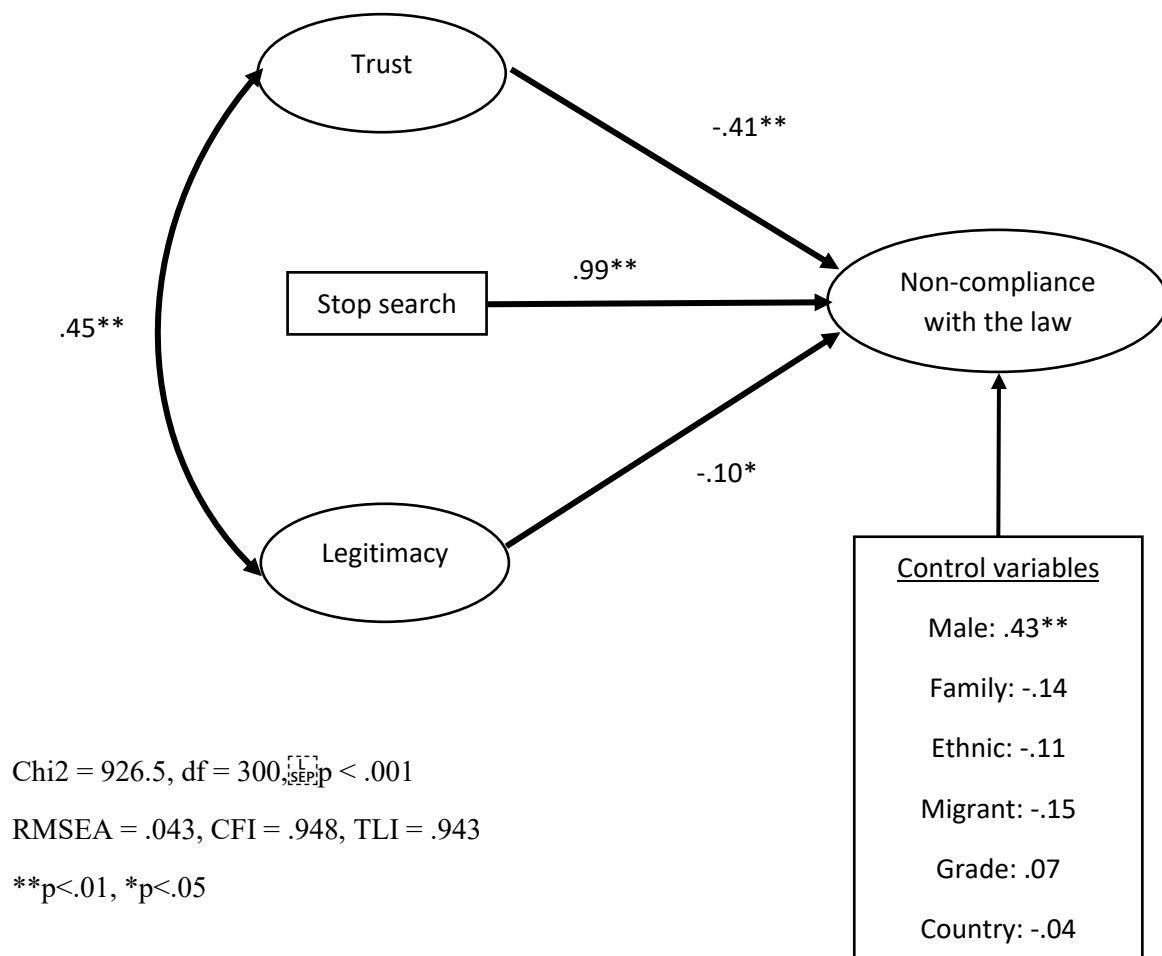 Trust
-.41**
.99**
Stop search
Non-compliance
with the law
.45**
-.10*
Legitimacy
Control variables
Male: .43**
Family: -.14
Ethnic: -.11
Migrant: -.15
Grade: .07
Country: -.04
Chi2 = 926.5, df = 300, L SEP p < .001
RMSEA = .043, CFI = .948, TLI = .943
**p<.01, *p<.05